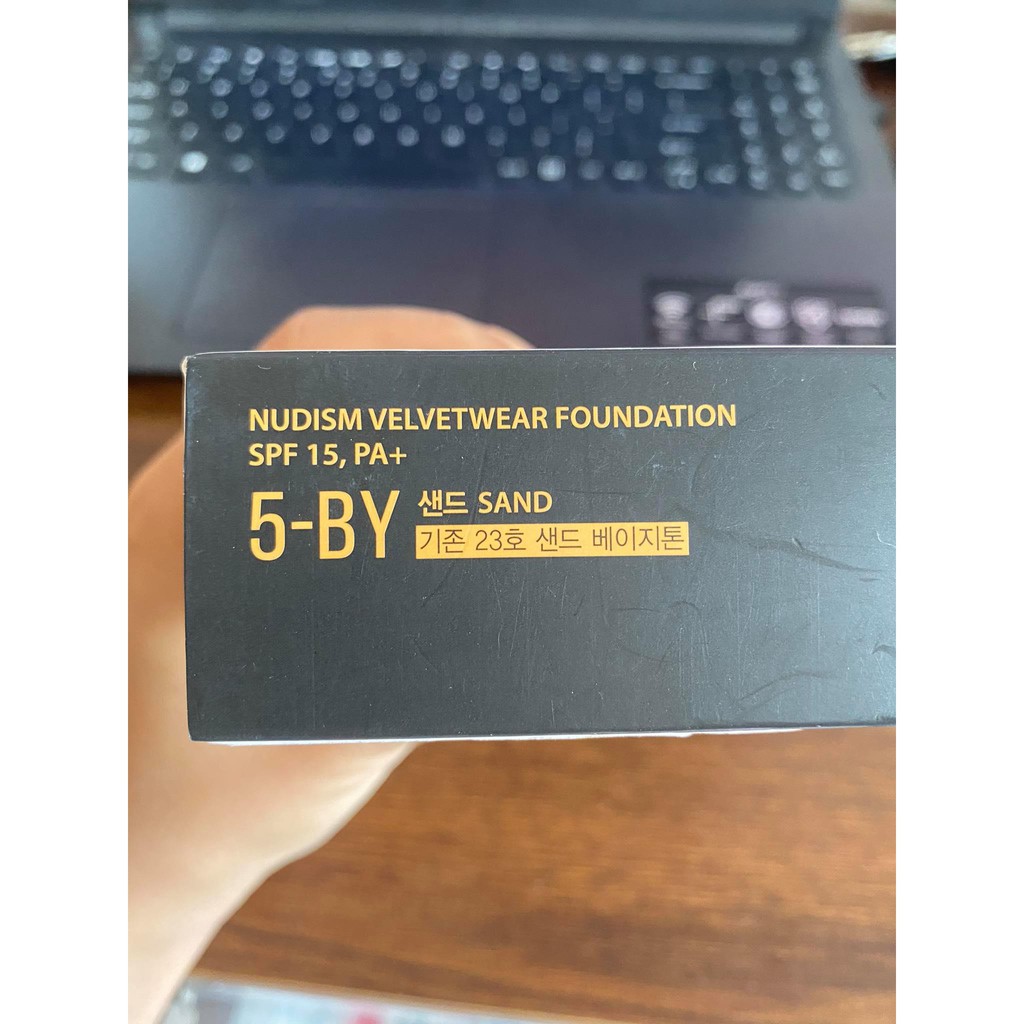 NUDISM VELVETWEAR FOUNDATION
SPF 15, PA+
5-BY 샌드 SAND
기존 23호 샌드 베이지톤